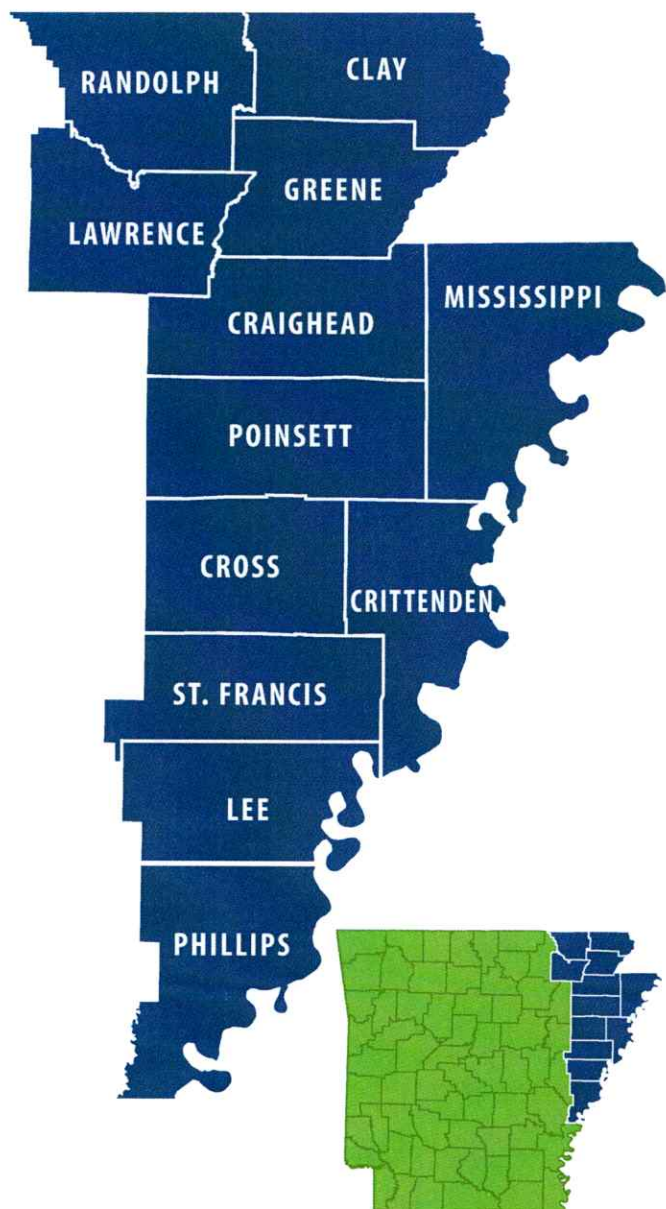 CLAY
RANDOLPH
GREENE
LAWRENCE
MISSISSIPPI
CRAIGHEAD
POINSETT
CROSS
CRITTENDEN
ST. FRANCIS
LEE
PHILLIPS